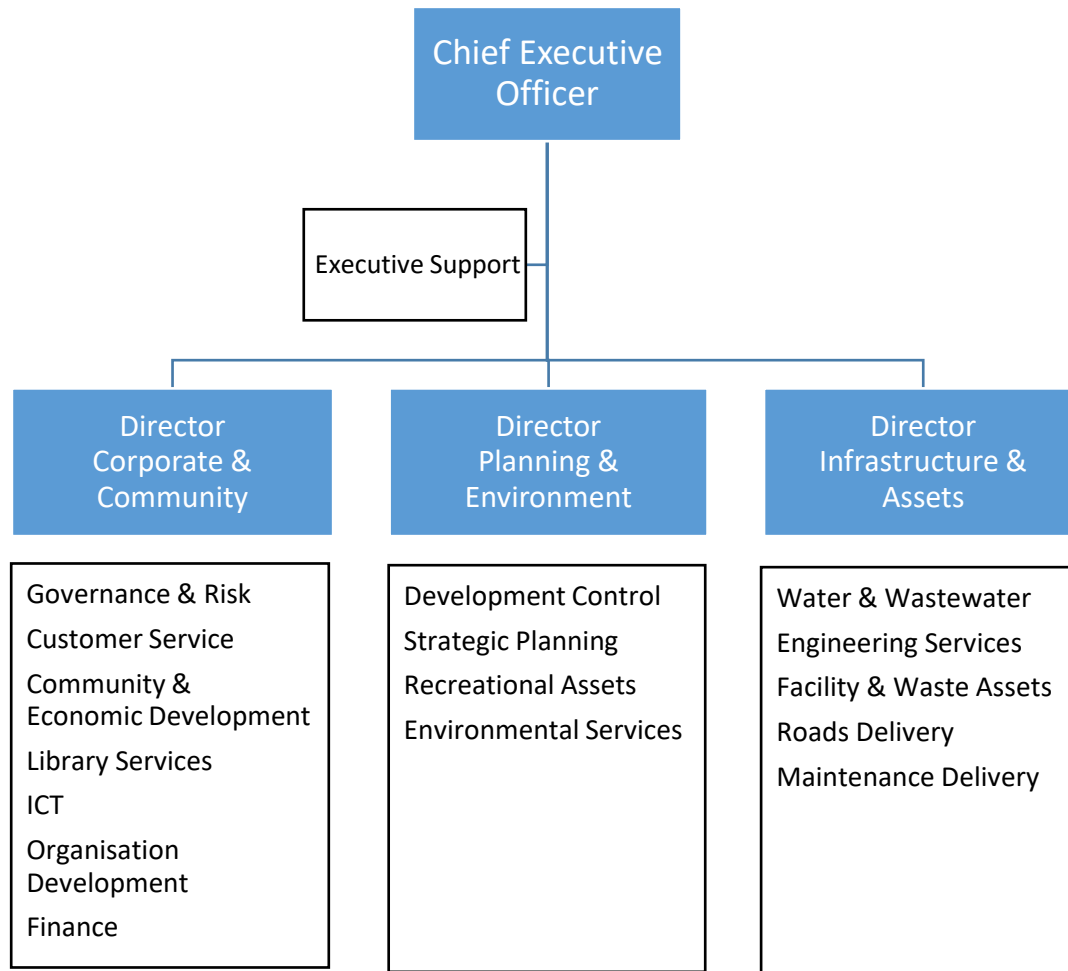 Chief Executive
Officer
Executive Support
Director
Corporate &
Community
Director
Planning &
Environment
Director
Infrastructure &
Assets
Governance & Risk
Customer Service
Community &
Economic Development
Library Services
ICT
Organisation
Development
Finance
Development Control
Strategic Planning
Recreational Assets
Environmental Services
Water & Wastewater
Engineering Services
Facility & Waste Assets
Roads Delivery
Maintenance Delivery